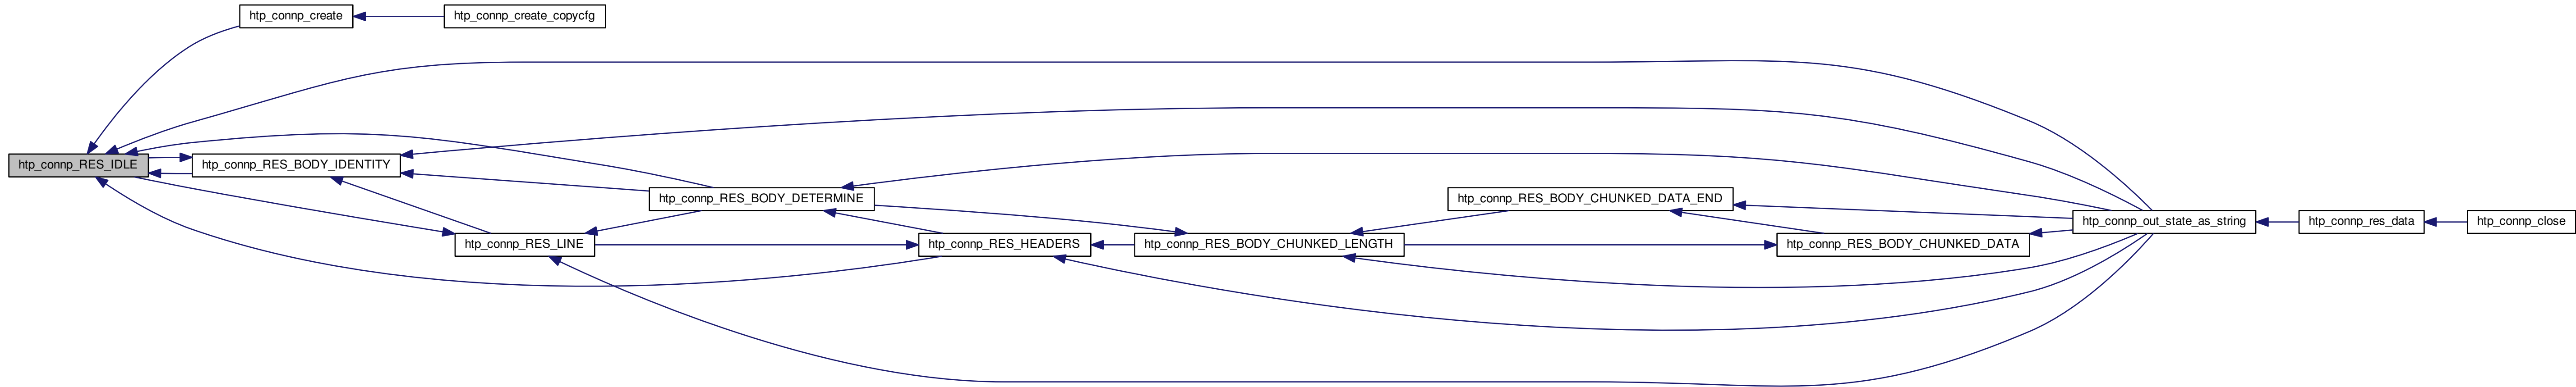 htp_connp_create
htp_connp_create_copycfg
htp_connp_RES_IDLE
htp_connp_RES_BODY_IDENTITY
htp_connp_RES_BODY_DETERMINE
htp_connp_RES_LINE
htp_connp_RES_HEADERS
htp_connp_RES_BODY_CHUNKED_LENGTH
htp_connp_RES_BODY_CHUNKED_DATA_END
htp_connp_RES_BODY_CHUNKED_DATA
htp_connp_out_state_as_string
htp_connp_res_data
htp_connp_close